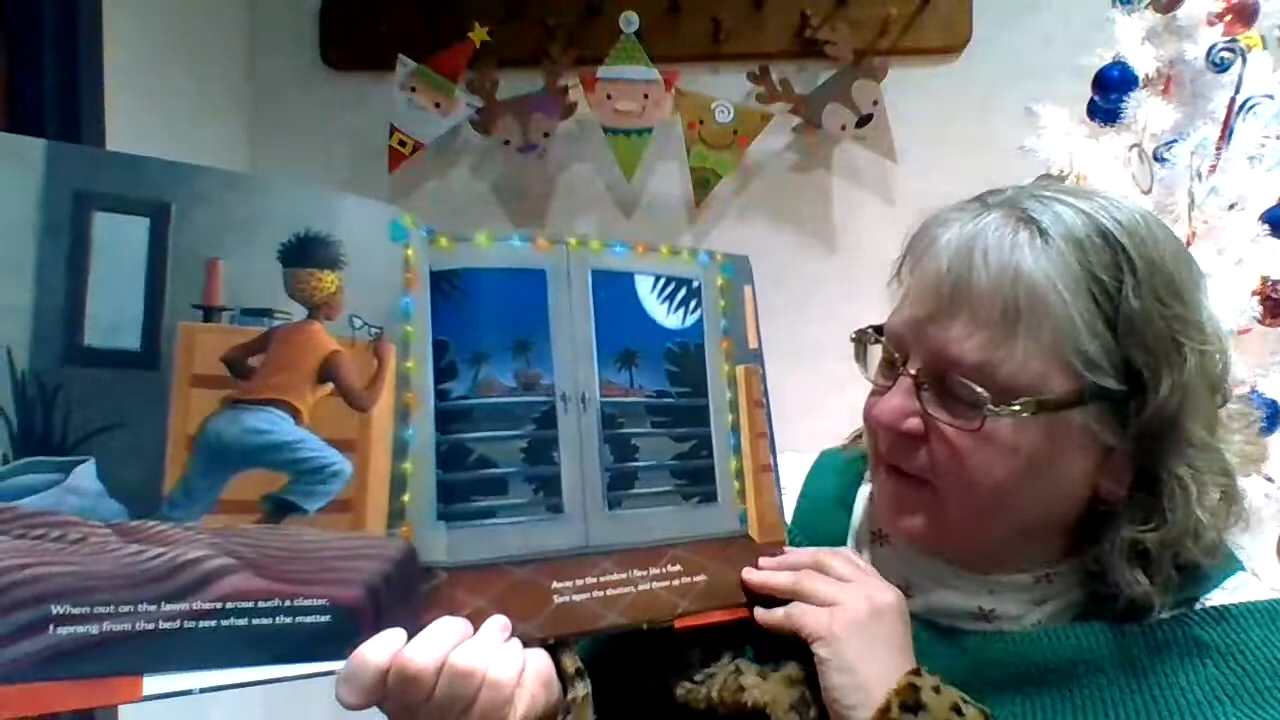 When out on the lawn there arose such a clatter,
I sprang from the bed to see what was the matter.
Away to the window I flew like a flash,
Tore open the shutters, and threw up the sash.